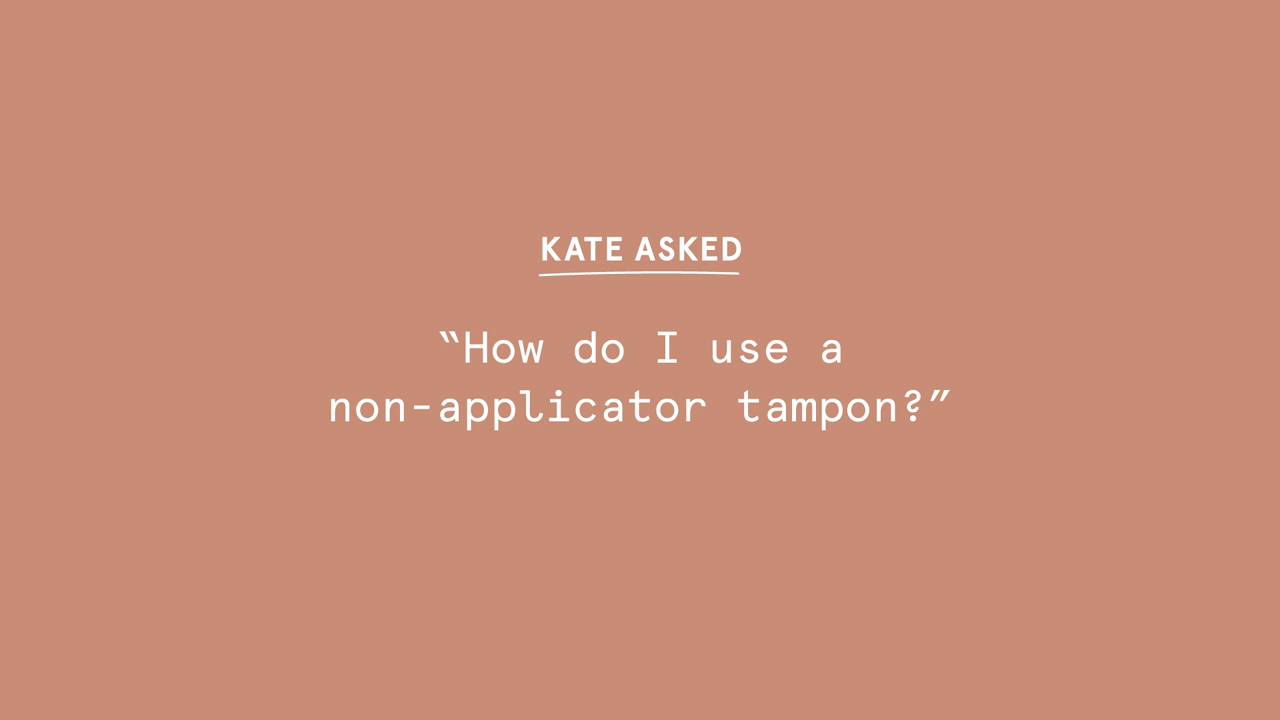 KATE ASKED
“How do I use a
non-applicator tampon?”